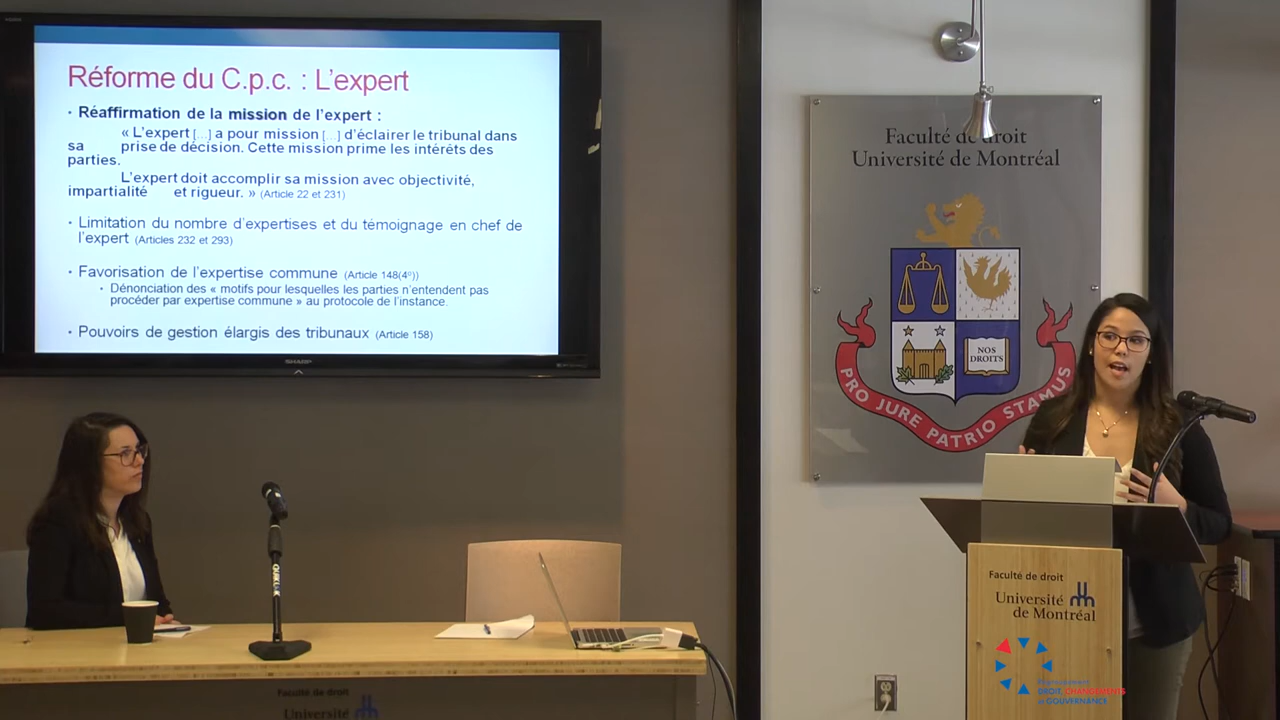 Réforme du C.p.c. : L'expert
• Réaffirmation de la mission de l'expert :
« L'expert [...] a pour mission [...] d'éclairer le tribunal dans
sa prise de décision. Cette mission prime les intérêts des
parties.
L'expert doit accomplir sa mission avec objectivité,
impartialité et rigueur. » (Article 22 et 231)
• Limitation du nombre d'expertises et du témoignage en chef de
l'expert (Articles 232 et 293)
• Favorisation de l'expertise commune (Article 148(4º))
• Dénonciation des « motifs pour lesquelles les parties n'entendent pas
procéder par expertise commune » au protocole de l'instance.
• Pouvoirs de gestion élargis des tribunaux (Article 158)
SHARP
Faculté de droit
Université de Montréal
NOS
DROITS
PRO JURE PATRIO STAMUS
QUIKLOK
Faculté de droit
Université
de Montréal
DROIT, CHANGEMENTS
et GOUVERNANCE
Faculté de droit
Université